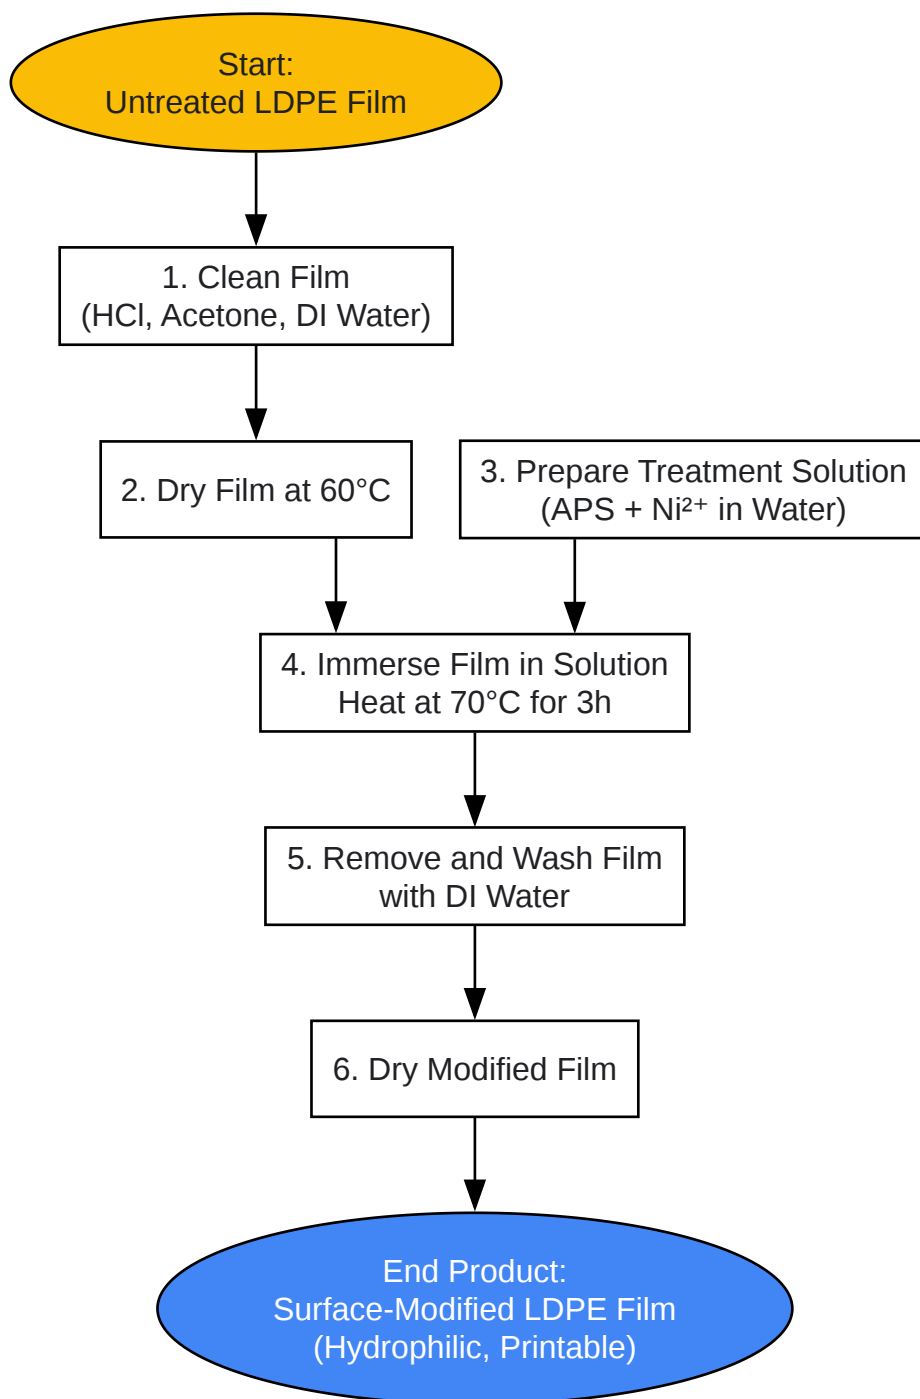 Start:
Untreated LDPE Film
1. Clean Film
(HCl, Acetone, DI Water)
2. Dry Film at 60°C
3. Prepare Treatment Solution
(APS + Ni²⁺ in Water)
4. Immerse Film in Solution
Heat at 70°C for 3h
5. Remove and Wash Film
with DI Water
6. Dry Modified Film
End Product:
Surface-Modified LDPE Film
(Hydrophilic, Printable)